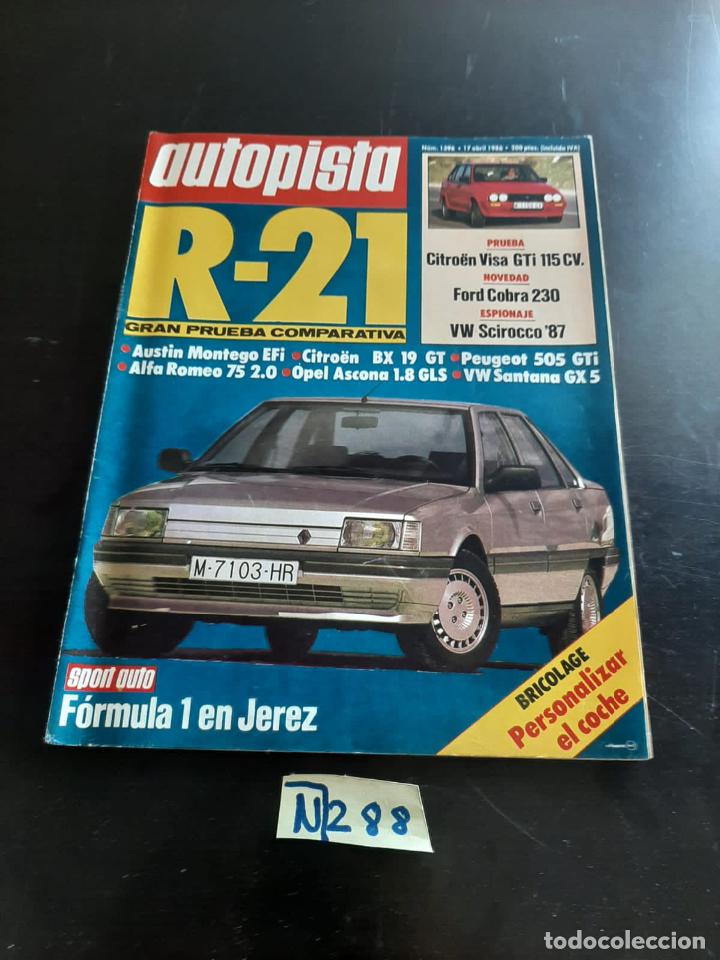 autopista
Núm. 1396 • 17 abril 1986 • 200 ptas. (incluido IVA)
R-21
GRAN PRUEBA COMPARATIVA
PRUEBA
Citroën Visa GTi 115 CV.
NOVEDAD
Ford Cobra 230
ESPIONAJE
VW Scirocco '87
• Austin Montego EFi • Citroën BX 19 GT • Peugeot 505 GTi
• Alfa Romeo 75 2.0 • Opel Ascona 1.8 GLS • VW Santana GX 5
M-7103-HR
sport auto
Fórmula 1 en Jerez
BRICOLAGE
Personalizar
el coche
N288
todocoleccion